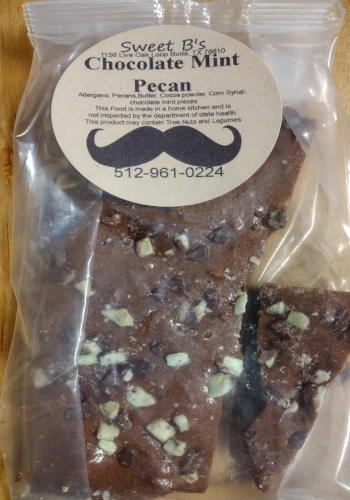 Sweet B's
1156 Live Oak Loop Buda, TX 78610
Chocolate Mint
Pecan
Allergens: Pecans,Butter, Cocoa powder, Corn Syrup,
chocolate mint pieces
This Food is made in a home kitchen and is
not inspected by the department of state health.
This product may contain Tree Nuts and Legumes
512-961-0224